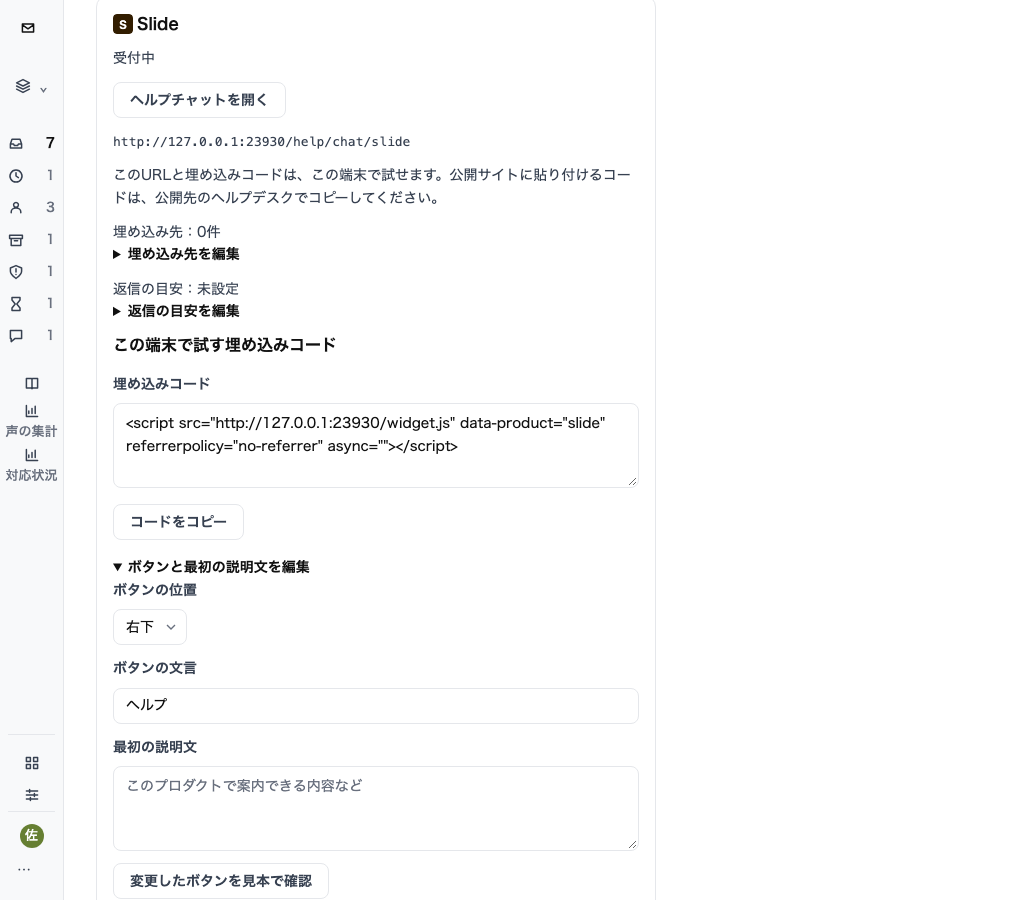 S Slide
受付中
ヘルプチャットを開く
http://127.0.0.1:23930/help/chat/slide
このURLと埋め込みコードは、この端末で試せます。公開サイトに貼り付けるコー
ドは、公開先のヘルプデスクでコピーしてください。
埋め込み先：0件
▶ 埋め込み先を編集
返信の目安：未設定
▶ 返信の目安を編集
この端末で試す埋め込みコード
埋め込みコード
<script src="http://127.0.0.1:23930/widget.js" data-product="slide"
referrerpolicy="no-referrer" async=""></script>
コードをコピー
▼ ボタンと最初の説明文を編集
ボタンの位置
右下
ボタンの文言
ヘルプ
最初の説明文
このプロダクトで案内できる内容など
変更したボタンを見本で確認
7
1
3
1
1
1
1
声の集計
対応状況
佐
…